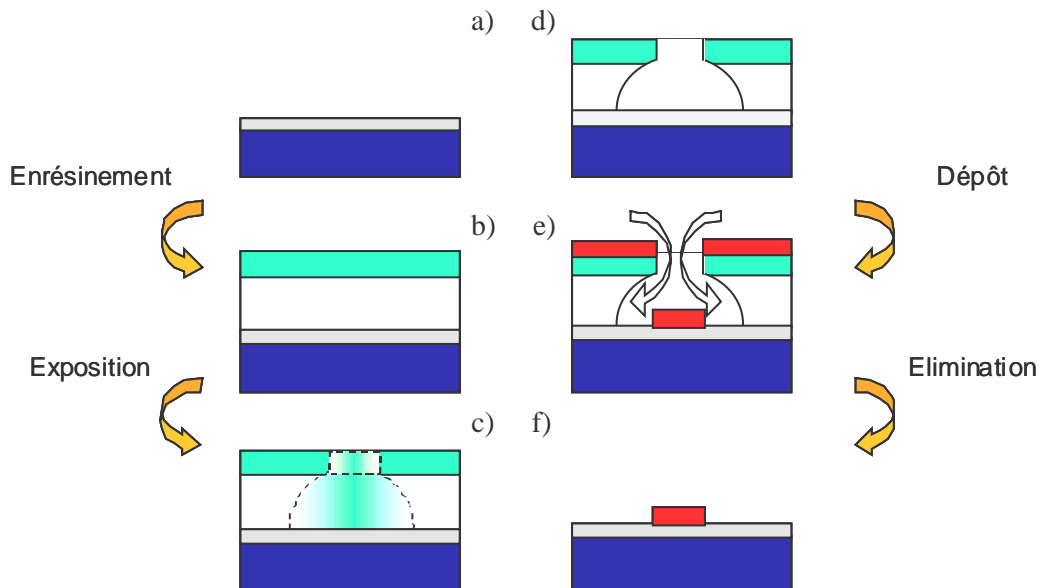 a)
d)
Enrésinement
Dépôt
b)
e)
Exposition
Elimination
c)
f)